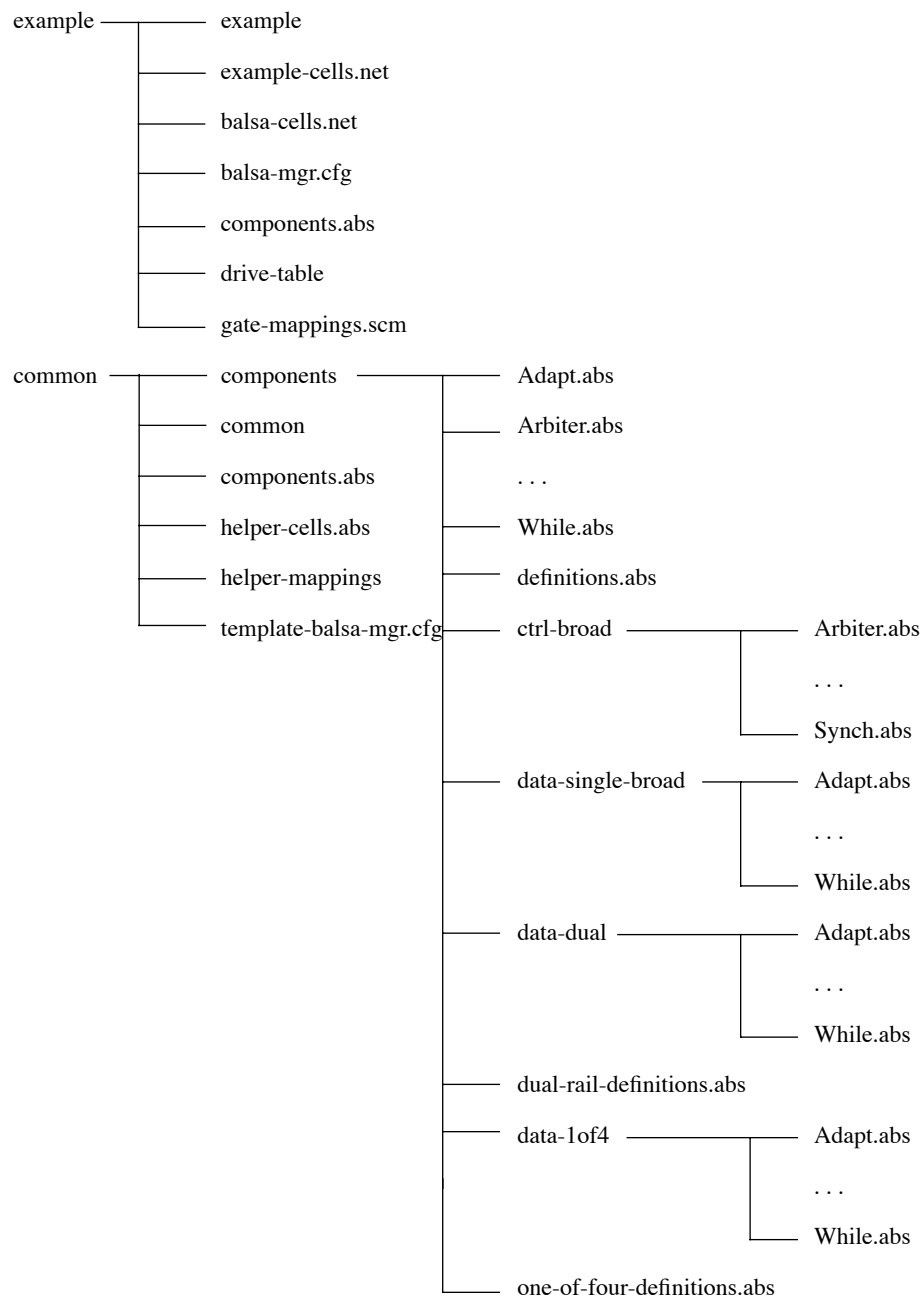 example example
example-cells.net
balsa-cells.net
balsa-mgr.cfg
components.abs
drive-table
gate-mappings.scm
common components Adapt.abs
common Arbiter.abs
components.abs . . .
helper-cells.abs While.abs
helper-mappings definitions.abs
template-balsa-mgr.cfg ctrl-broad Arbiter.abs
. . .
Synch.abs
data-single-broad Adapt.abs
. . .
While.abs
data-dual Adapt.abs
. . .
While.abs
dual-rail-definitions.abs
data-1of4 Adapt.abs
. . .
While.abs
one-of-four-definitions.abs